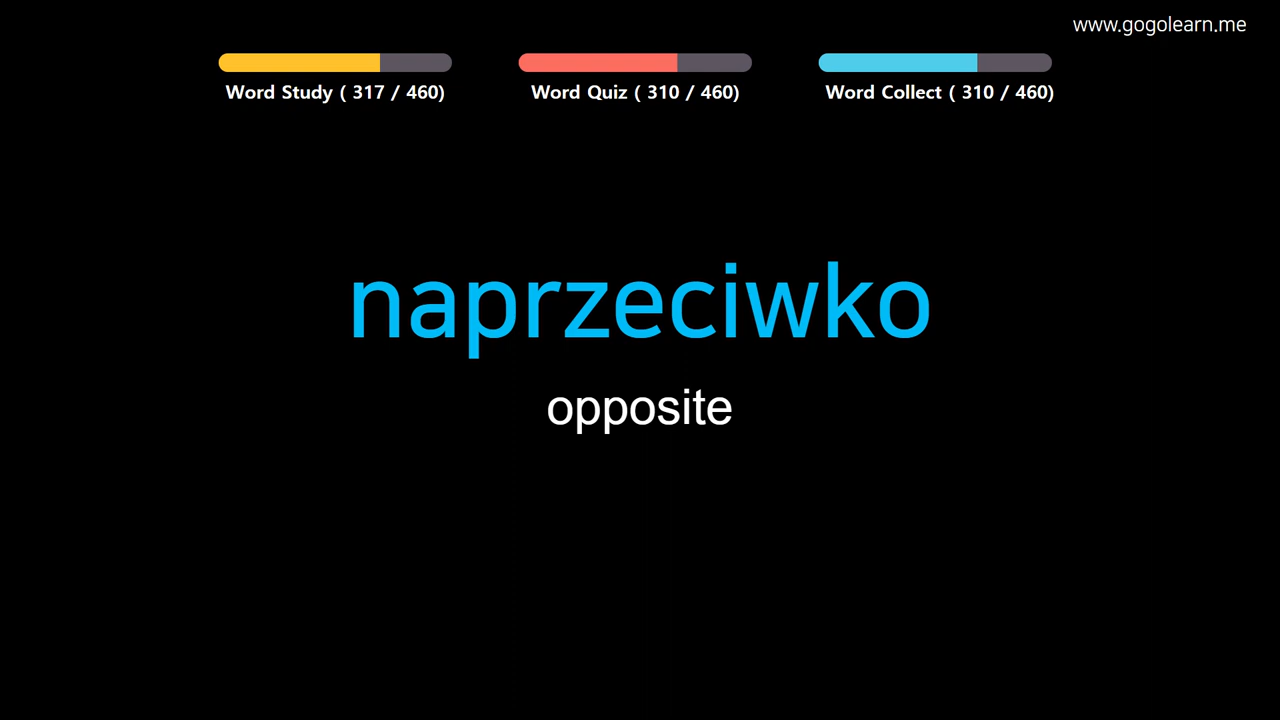 www.gogolearn.me
Word Study ( 317 / 460)
Word Quiz ( 310 / 460)
Word Collect ( 310 / 460)
naprzeciwko
opposite